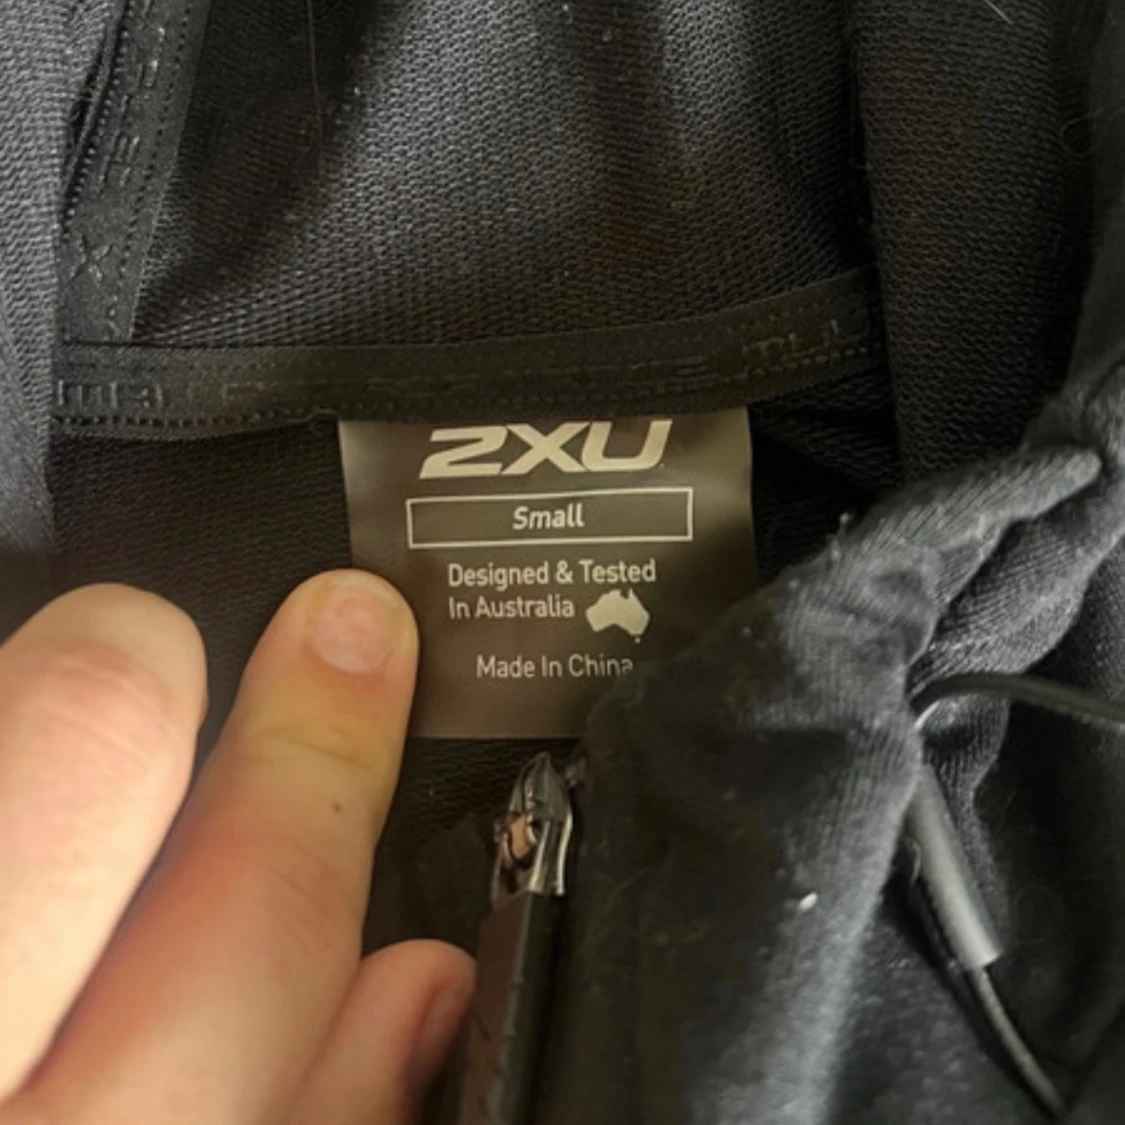 2XU
Small
Designed & Tested
In Australia
Made In China